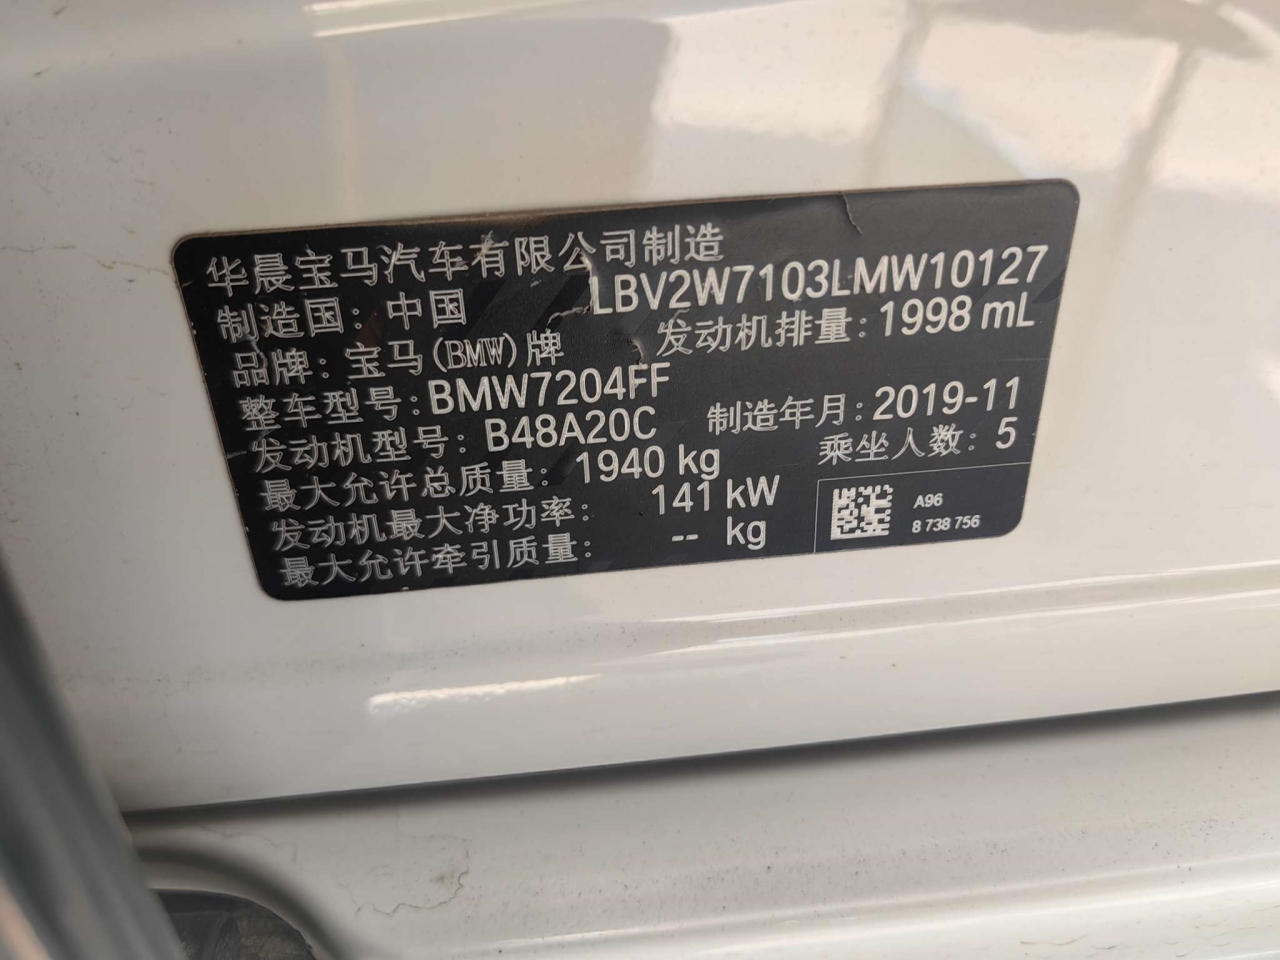 华晨宝马汽车有限公司制造
制造国：中国 LBV2W7103LMW10127
品牌：宝马(BMW)牌 发动机排量：1998 mL
整车型号：BMW7204FF
发动机型号：B48A20C 制造年月：2019-11
最大允许总质量：1940 kg 乘坐人数：5
发动机最大净功率：141 kW
最大允许牵引质量：-- kg
A96
8 738 756